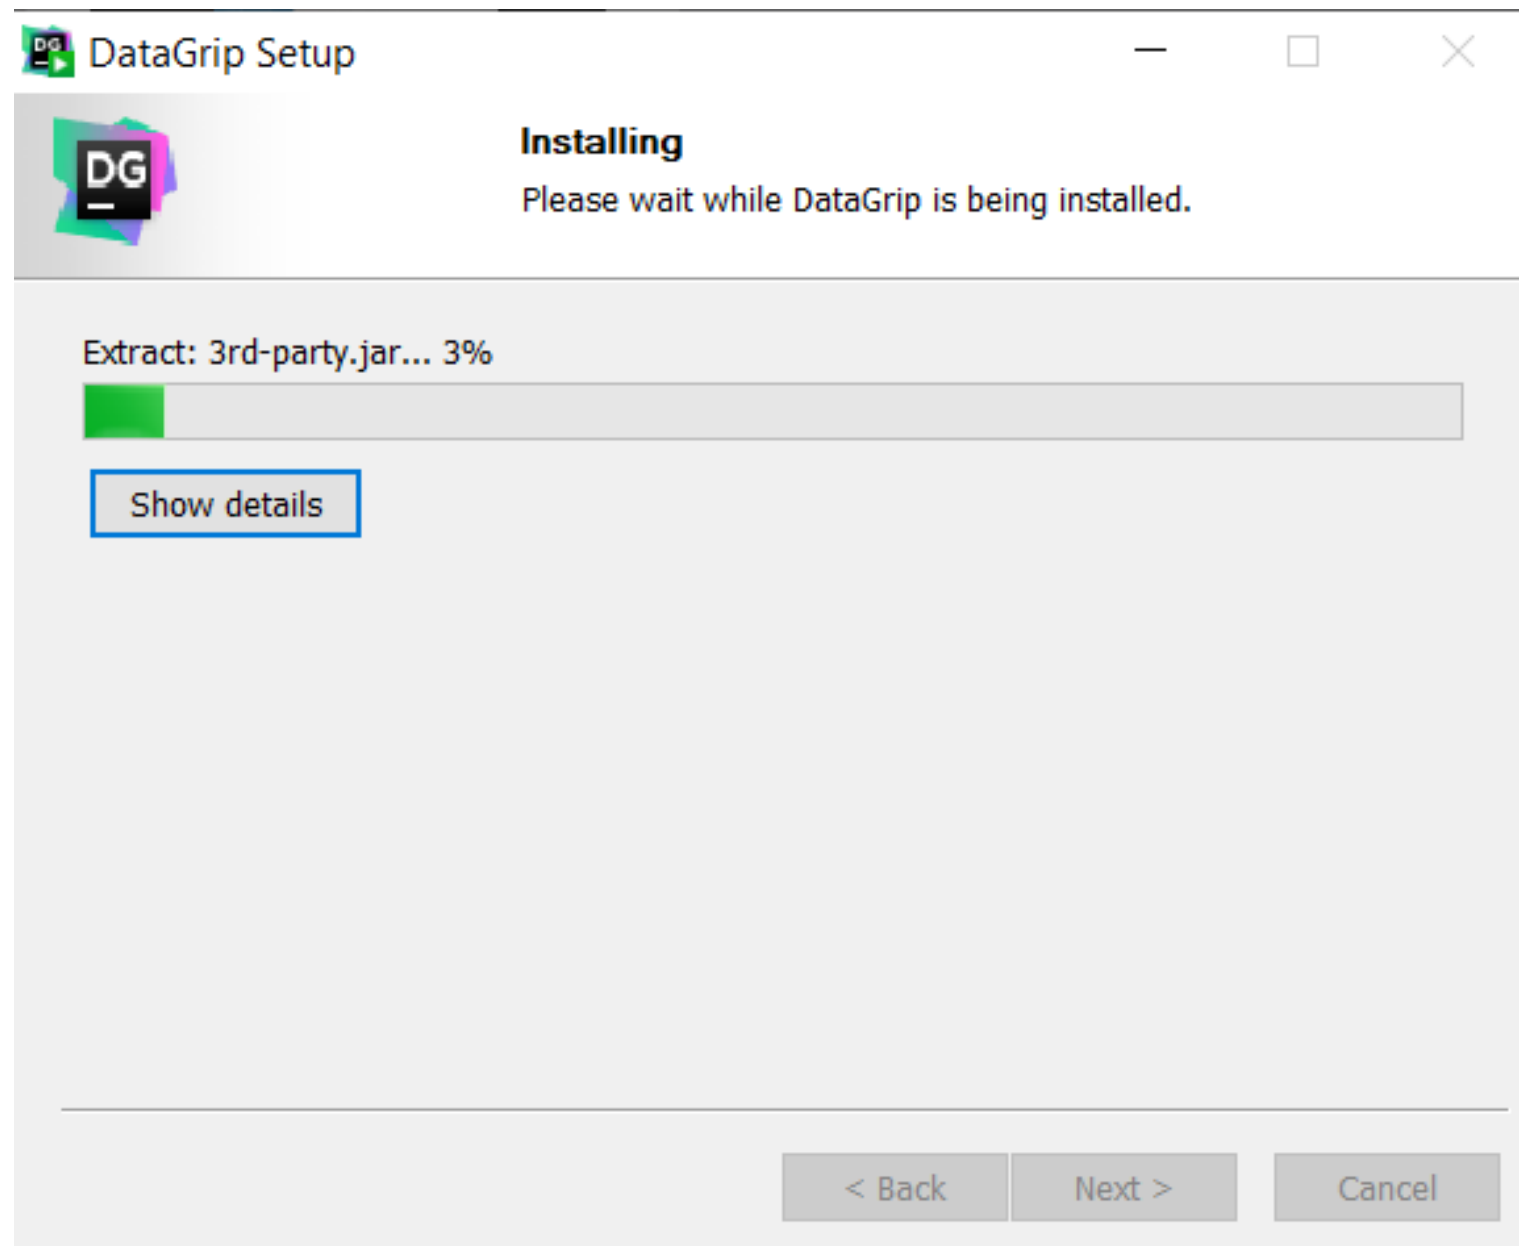 DG DataGrip Setup
DG
Installing
Please wait while DataGrip is being installed.
Extract: 3rd-party.jar... 3%
Show details
< Back
Next >
Cancel